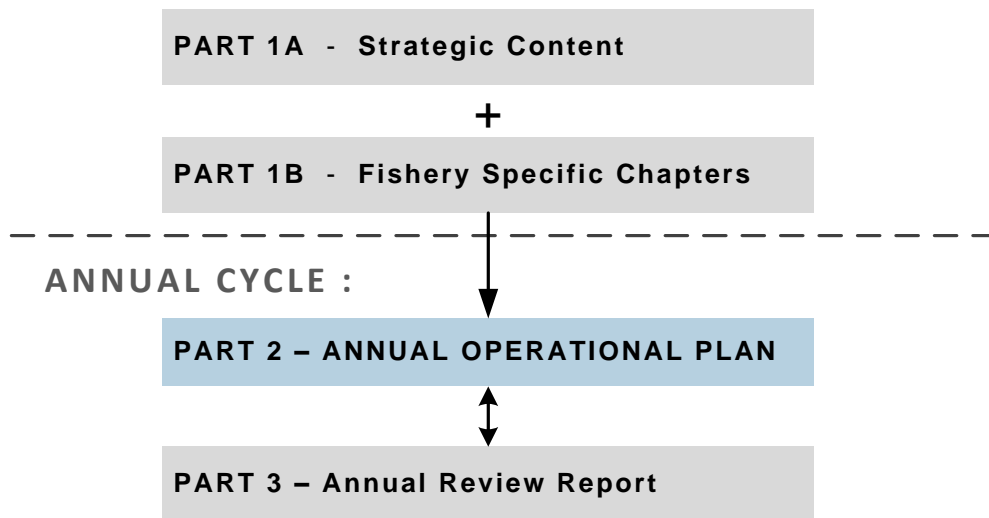 PART 1A - Strategic Content
+
PART 1B - Fishery Specific Chapters
ANNUAL CYCLE :
PART 2 – ANNUAL OPERATIONAL PLAN
PART 3 – Annual Review Report